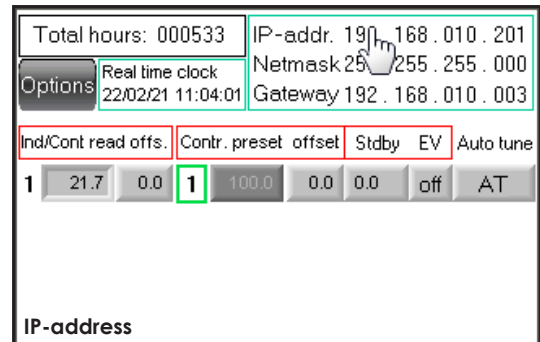 Total hours: 000533
IP-addr. 19 . 168 . 010 . 201
Netmask 25 . 255 . 255 . 000
Options
Real time clock
22/02/21 11:04:01
Gateway 192 . 168 . 010 . 003
Ind/Cont read offs. Contr. preset offset Stdby EV Auto tune
1 21.7 0.0 1 100.0 0.0 0.0 off AT
IP-address